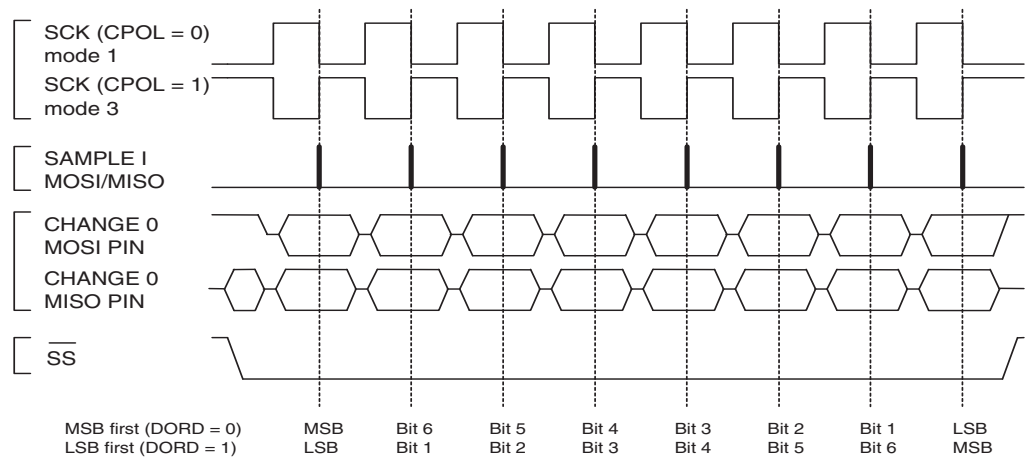 SCK (CPOL = 0)
mode 1
SCK (CPOL = 1)
mode 3
SAMPLE I
MOSI/MISO
CHANGE 0
MOSI PIN
CHANGE 0
MISO PIN
SS
MSB first (DORD = 0) MSB Bit 6 Bit 5 Bit 4 Bit 3 Bit 2 Bit 1 LSB
LSB first (DORD = 1) LSB Bit 1 Bit 2 Bit 3 Bit 4 Bit 5 Bit 6 MSB